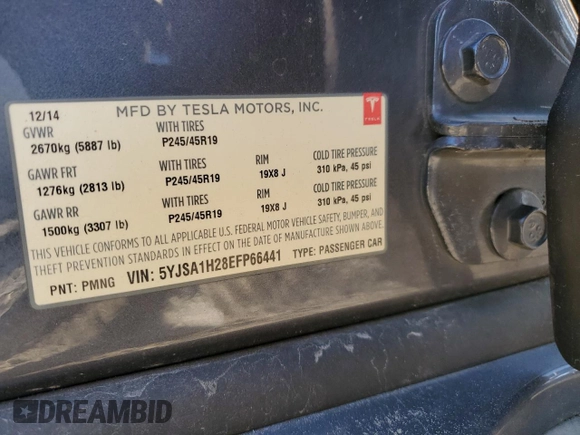 12/14 MFD BY TESLA MOTORS, INC. TESLA
GVWR WITH TIRES
2670kg (5887 lb) P245/45R19
GAWR FRT WITH TIRES RIM COLD TIRE PRESSURE
1276kg (2813 lb) P245/45R19 19X8 J 310 kPa, 45 psi
GAWR RR WITH TIRES RIM COLD TIRE PRESSURE
1500kg (3307 lb) P245/45R19 19X8 J 310 kPa, 45 psi
THIS VEHICLE CONFORMS TO ALL APPLICABLE U.S. FEDERAL MOTOR VEHICLE SAFETY, BUMPER, AND
THEFT PREVENTION STANDARDS IN EFFECT ON THE DATE OF MANUFACTURE SHOWN ABOVE.
PNT: PMNG VIN: 5YJSA1H28EFP66441 TYPE: PASSENGER CAR
DREAMBID